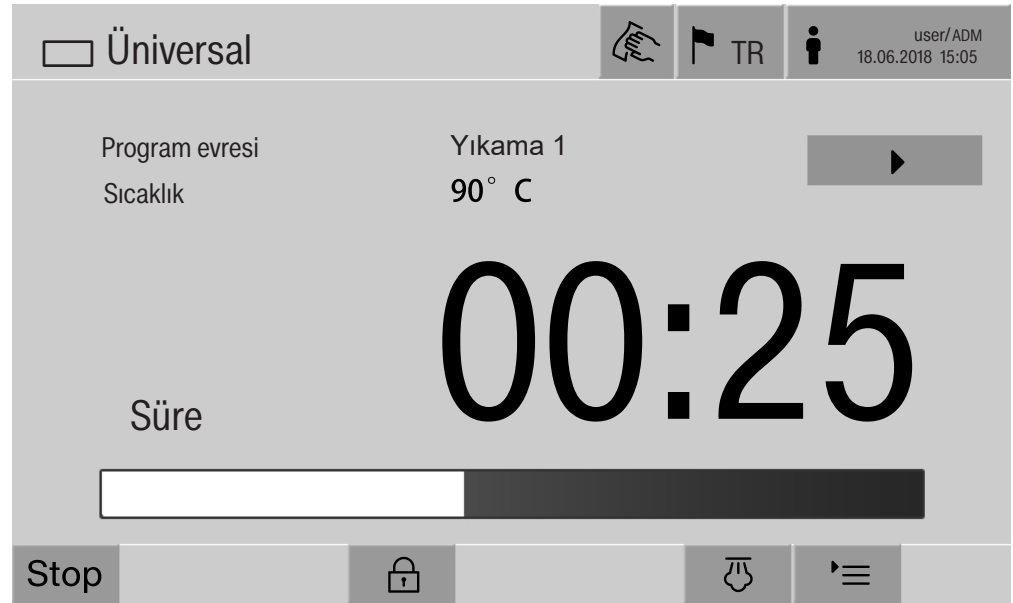 Üniversal
TR
user/ADM
18.06.2018 15:05
Program evresi
Yıkama 1
Sıcaklık
90° C
00:25
Süre
Stop